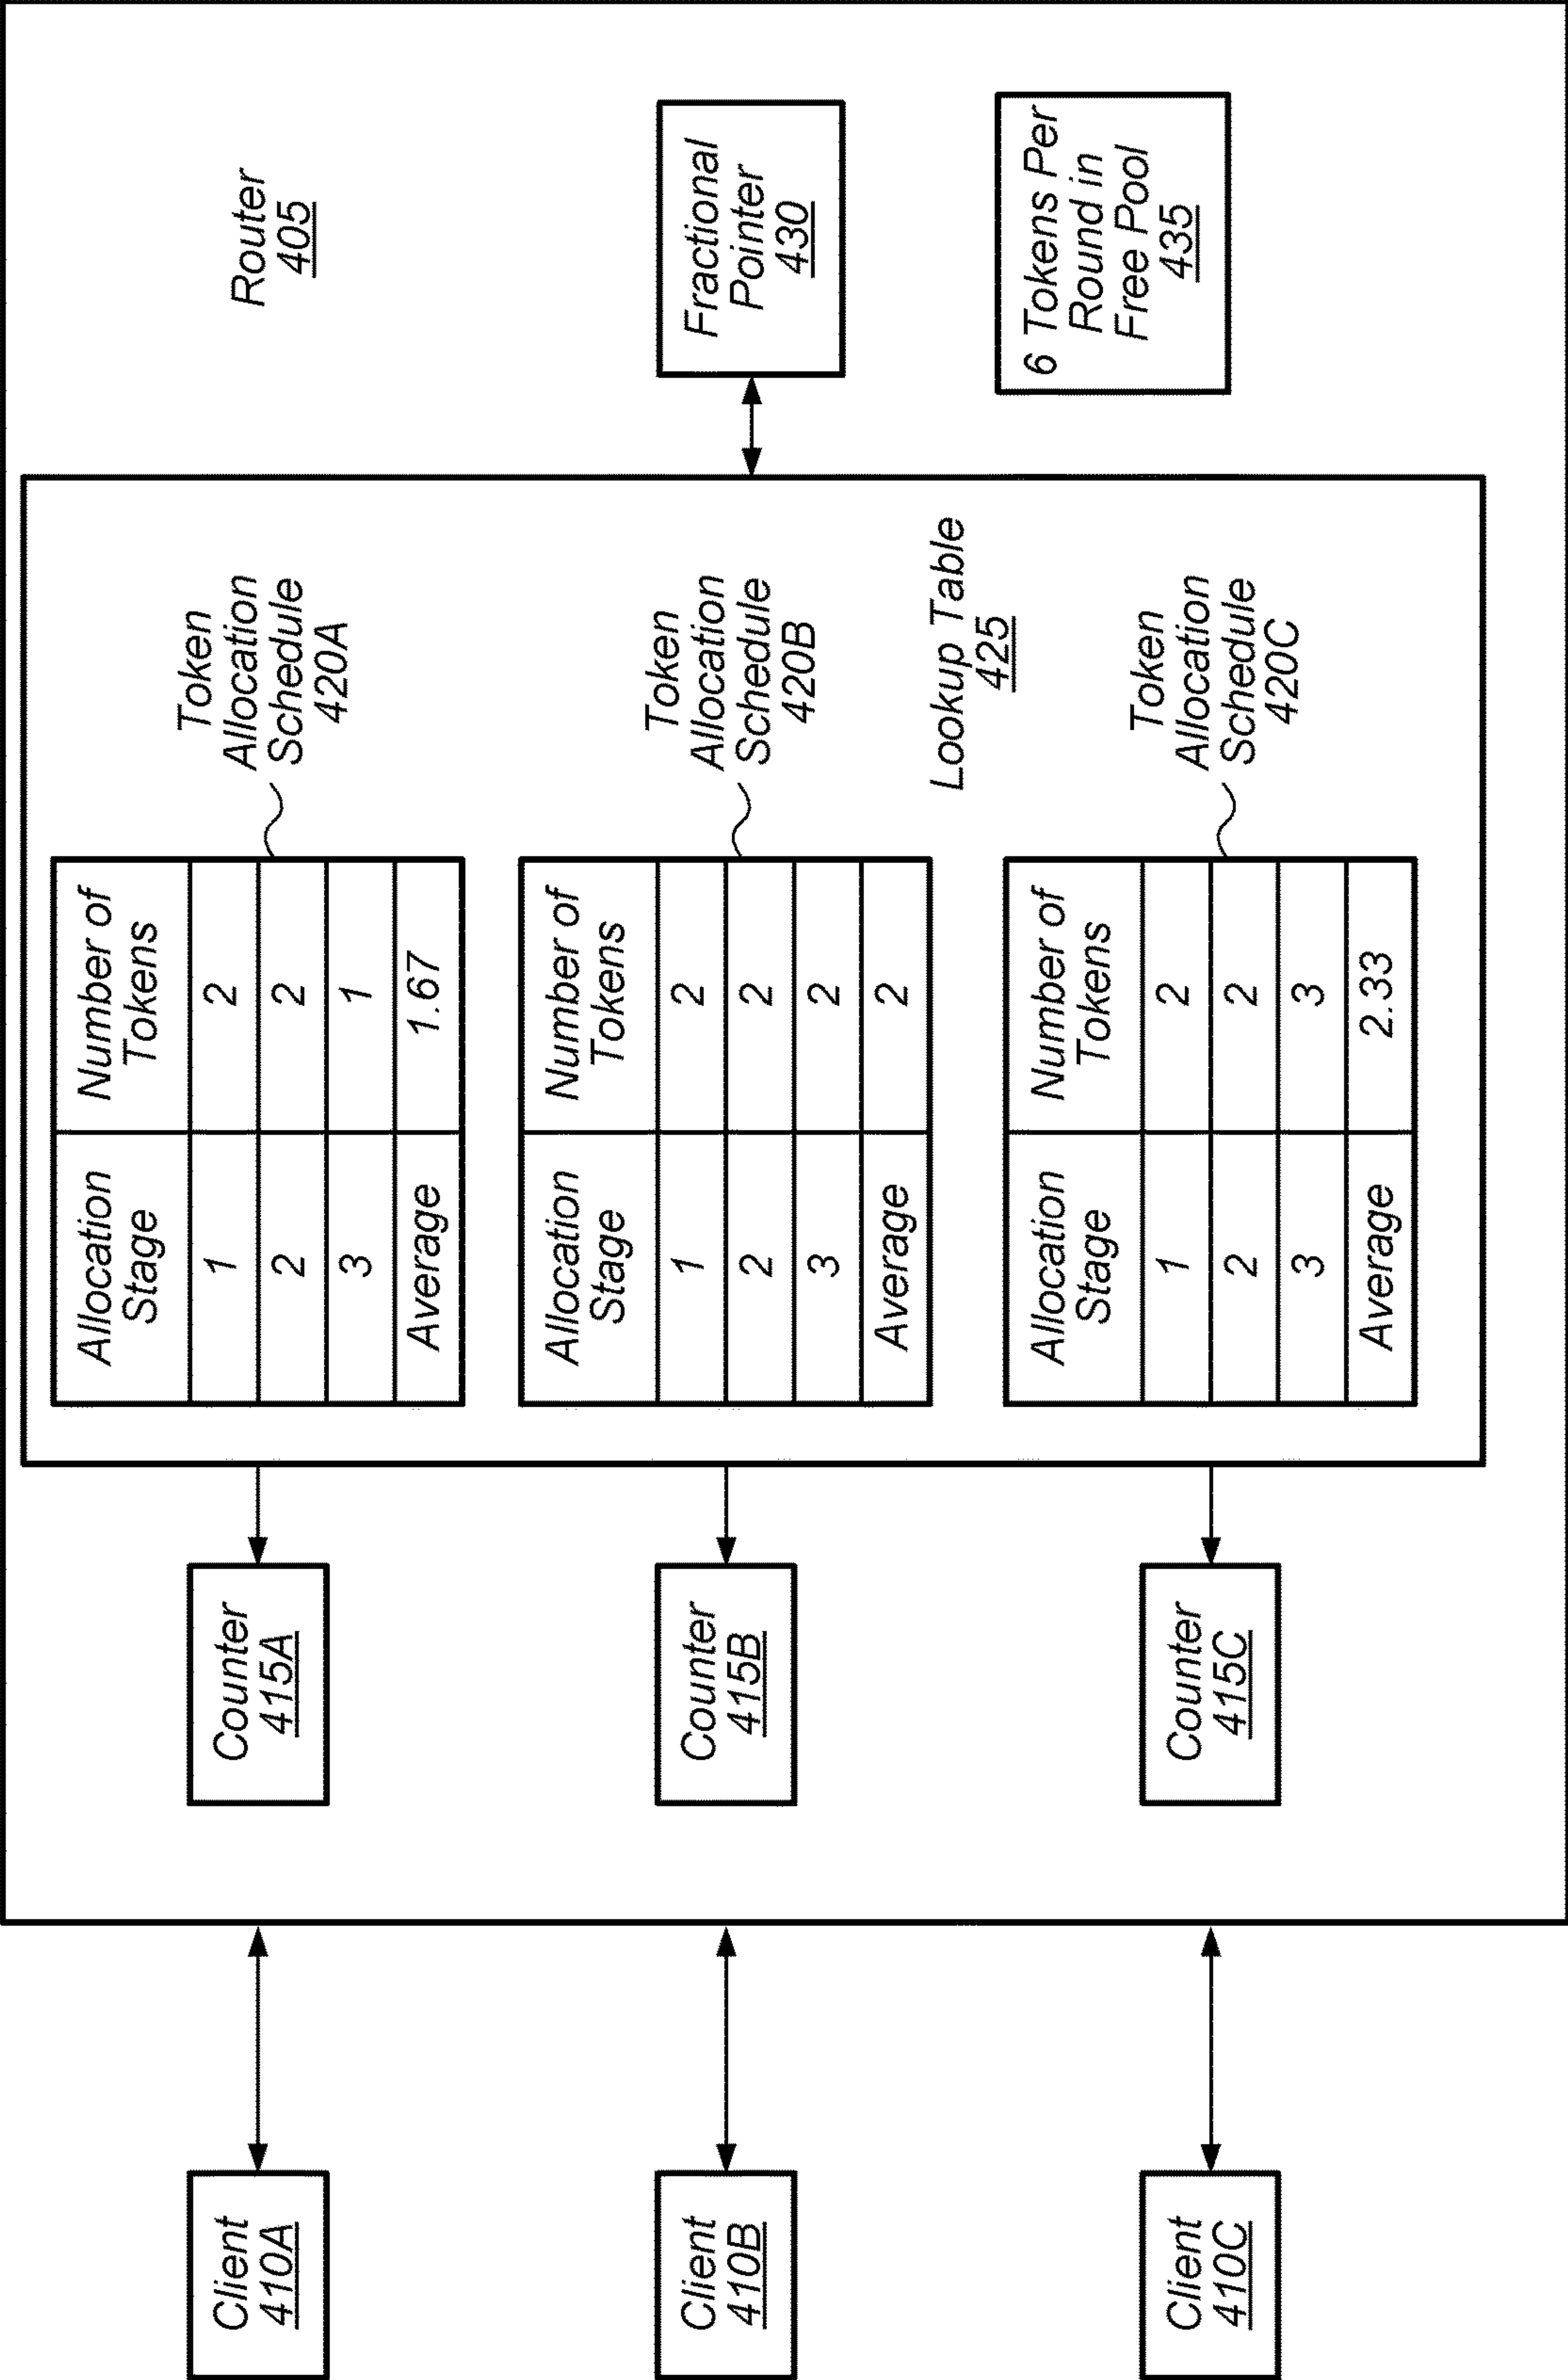 Client
410A
Counter
415A
Allocation
Stage
Number of
Tokens
1
2
2
2
3
1
Average
1.67
Token
Allocation
Schedule
420A
Router
405
Client
410B
Counter
415B
Allocation
Stage
Number of
Tokens
1
2
2
2
3
2
Average
2
Token
Allocation
Schedule
420B
Fractional
Pointer
430
Lookup Table
425
6 Tokens Per
Round in
Free Pool
435
Client
410C
Counter
415C
Allocation
Stage
Number of
Tokens
1
2
2
2
3
3
Average
2.33
Token
Allocation
Schedule
420C